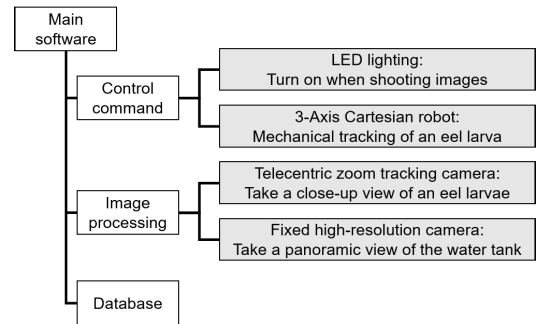 Main
software
Control
command
LED lighting:
Turn on when shooting images
3-Axis Cartesian robot:
Mechanical tracking of an eel larva
Image
processing
Telecentric zoom tracking camera:
Take a close-up view of an eel larvae
Fixed high-resolution camera:
Take a panoramic view of the water tank
Database